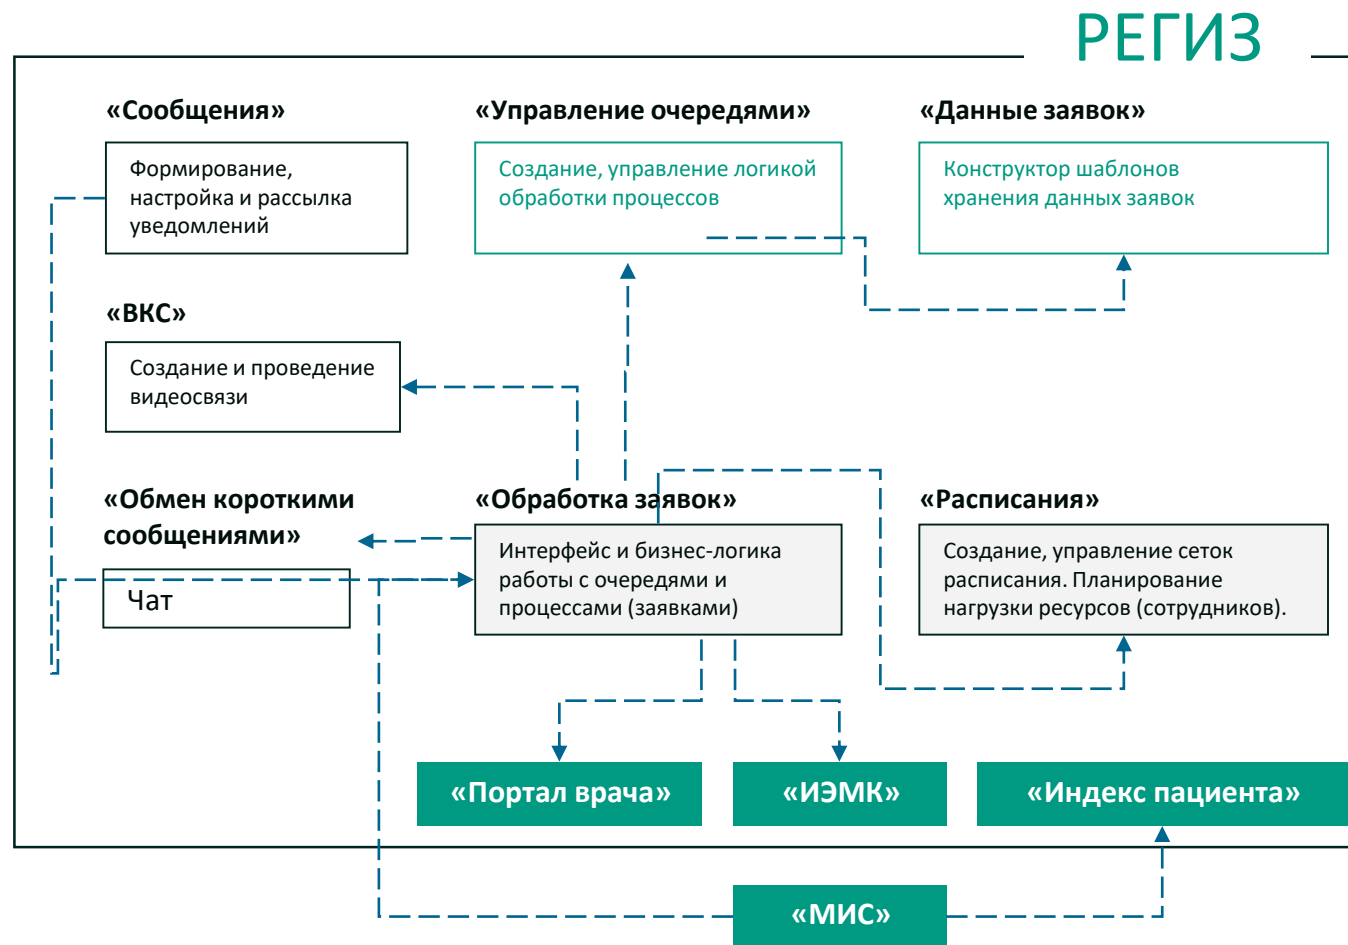 РЕГИЗ
«Сообщения»
Формирование,
настройка и рассылка
уведомлений
«Управление очередями»
Создание, управление логикой
обработки процессов
«Данные заявок»
Конструктор шаблонов
хранения данных заявок
«ВКС»
Создание и проведение
видеосвязи
«Обмен короткими
сообщениями»
Чат
«Обработка заявок»
Интерфейс и бизнес-логика
работы с очередями и
процессами (заявками)
«Расписания»
Создание, управление сеток
расписания. Планирование
нагрузки ресурсов (сотрудников).
«Портал врача»
«ИЭМК»
«Индекс пациента»
«МИС»